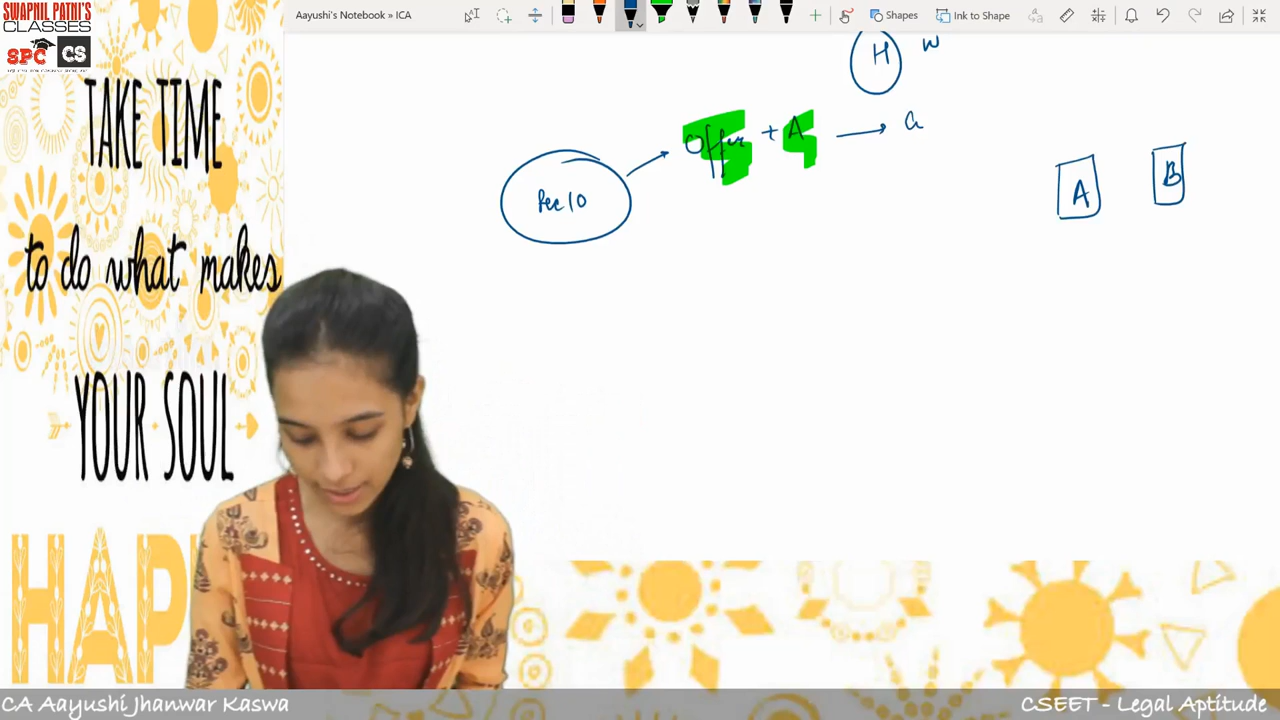 SWAPNIL PATNI'S
CLASSES
SPC CS
Aayushi's Notebook » ICA
Shapes
Ink to Shape
TAKE TIME
to do what makes
YOUR SOUL
HAP
H W
Offer + A → a
Sec 10
A B
CA Aayushi Jhanwar Kaswa
CSEET - Legal Aptitude